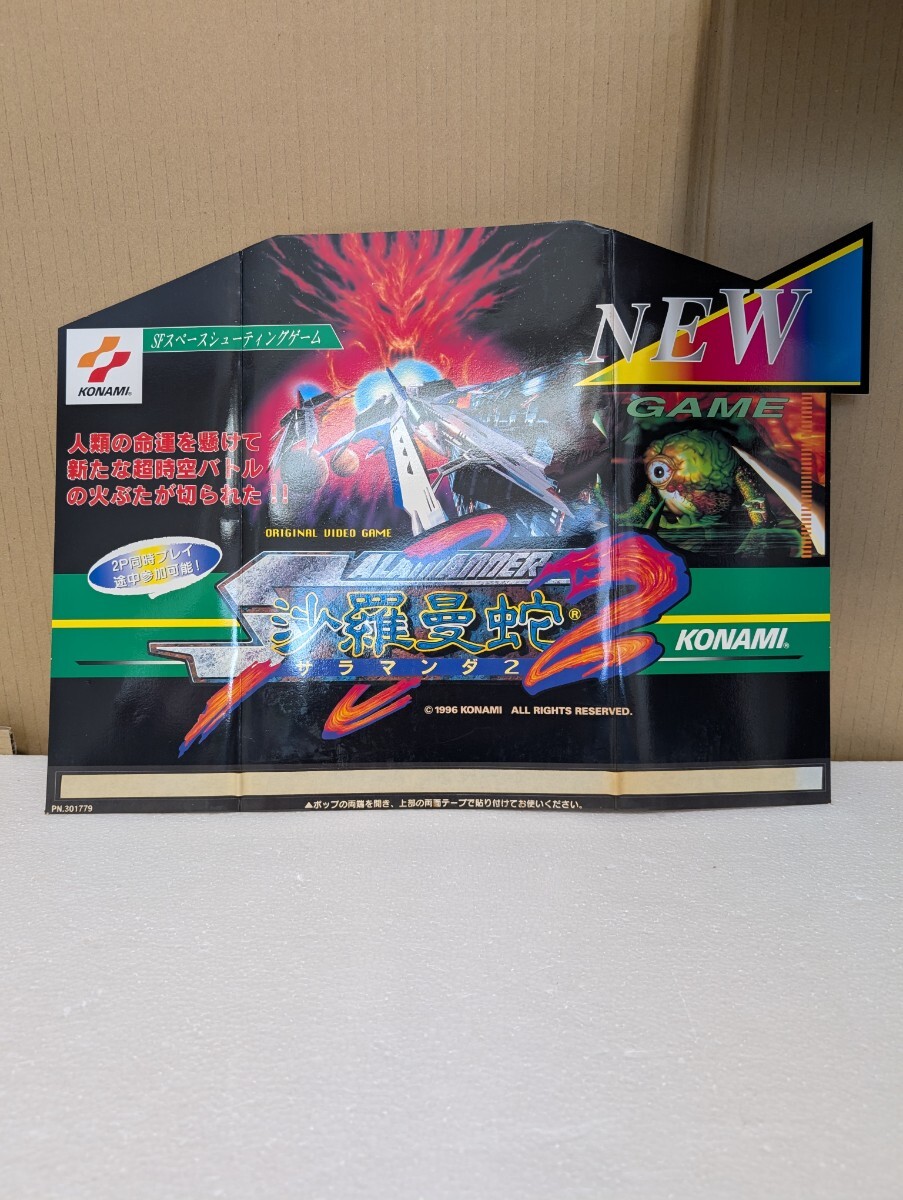 KONAMI®
SFスペースシューティングゲーム
NEW
GAME
人類の命運を懸けて
新たな超時空バトル
の火ぶたが切られた!!
ORIGINAL VIDEO GAME
2P同時プレイ
途中参加可能!
SALAMANDER
沙羅曼蛇®2
サラマンダ2
KONAMI®
©1996 KONAMI ALL RIGHTS RESERVED.
PN.301779
▲ポップの両端を開き、上部の両面テープで貼り付けてお使いください。